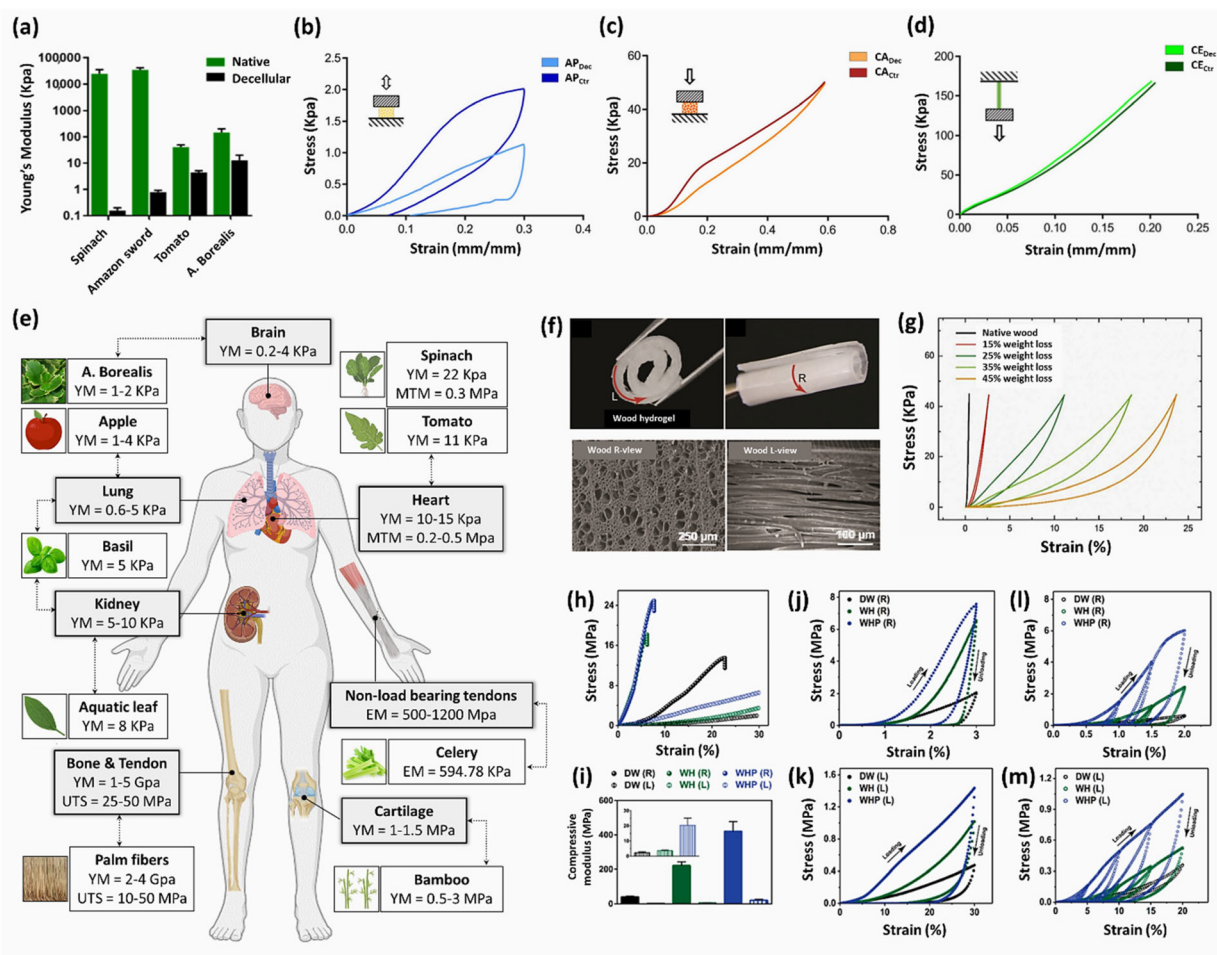 (a)
Young's Modulus (Kpa)
100,000
10000
1000
100
10
1
0.1
Native
Decellular
Spinach
Amazon sword
Tomato
A. Borealis
(b)
Stress (Kpa)
2.5
2.0
1.5
1.0
0.5
0.0
0.0 0.1 0.2 0.3 0.4
Strain (mm/mm)
APDec
APCtr
(c)
Stress (Kpa)
60
40
20
0
0.0 0.2 0.4 0.6 0.8
Strain (mm/mm)
CADec
CACtr
(d)
Stress (Kpa)
200
150
100
50
0
0.00 0.05 0.10 0.15 0.20 0.25
Strain (mm/mm)
CEDec
CECtr
(e)
Brain
YM = 0.2-4 KPa
A. Borealis
YM = 1-2 KPa
Apple
YM = 1-4 KPa
Lung
YM = 0.6-5 KPa
Basil
YM = 5 KPa
Kidney
YM = 5-10 KPa
Aquatic leaf
YM = 8 KPa
Bone & Tendon
YM = 1-5 Gpa
UTS = 25-50 MPa
Palm fibers
YM = 2-4 Gpa
UTS = 10-50 MPa
Spinach
YM = 22 Kpa
MTM = 0.3 MPa
Tomato
YM = 11 KPa
Heart
YM = 10-15 Kpa
MTM = 0.2-0.5 Mpa
Non-load bearing tendons
EM = 500-1200 Mpa
Celery
EM = 594.78 KPa
Cartilage
YM = 1-1.5 MPa
Bamboo
YM = 0.5-3 MPa
(f)
L
Wood hydrogel
R
Wood R-view
250 μm
Wood L-view
100 μm
(g)
Stress (KPa)
60
40
20
0
0 5 10 15 20 25
Strain (%)
Native wood
15% weight loss
25% weight loss
35% weight loss
45% weight loss
(h)
Stress (MPa)
24
16
8
0
0 10 20 30
Strain (%)
(i)
DW (R) WH (R) WHP (R)
DW (L) WH (L) WHP (L)
Compressive
modulus (MPa)
600
400
200
0
30
20
10
0
(j)
DW (R)
WH (R)
WHP (R)
Loading
Unloading
Stress (MPa)
8
6
4
2
0
0 1 2 3
Strain (%)
(k)
DW (L)
WH (L)
WHP (L)
Loading
Unloading
Stress (MPa)
1.6
1.2
0.8
0.4
0.0
0 10 20 30
Strain (%)
(l)
DW (R)
WH (R)
WHP (R)
Loading
Unloading
Stress (MPa)
8
6
4
2
0
0.0 0.5 1.0 1.5 2.0
Strain (%)
(m)
DW (L)
WH (L)
WHP (L)
Loading
Unloading
Stress (MPa)
1.2
0.9
0.6
0.3
0.0
0 5 10 15 20
Strain (%)